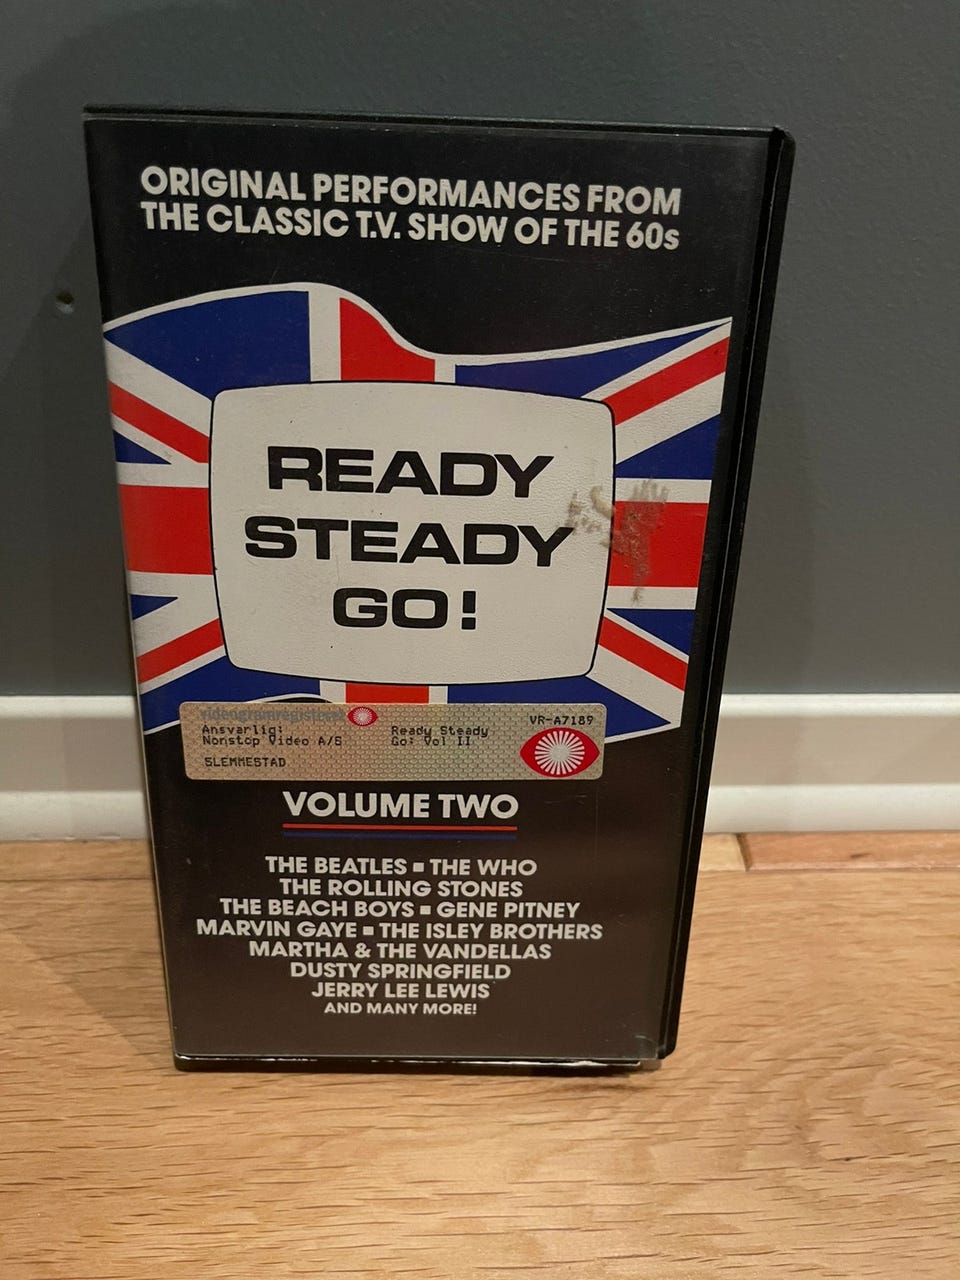 ORIGINAL PERFORMANCES FROM
THE CLASSIC T.V. SHOW OF THE 60s
READY
STEADY
GO!
videogramregisteret
VR-A7189
Ansvarlig: Ready Steady
Nonstop Video A/S Go: Vol II
SLEMMESTAD
VOLUME TWO
THE BEATLES ▪ THE WHO
THE ROLLING STONES
THE BEACH BOYS ▪ GENE PITNEY
MARVIN GAYE ▪ THE ISLEY BROTHERS
MARTHA & THE VANDELLAS
DUSTY SPRINGFIELD
JERRY LEE LEWIS
AND MANY MORE!